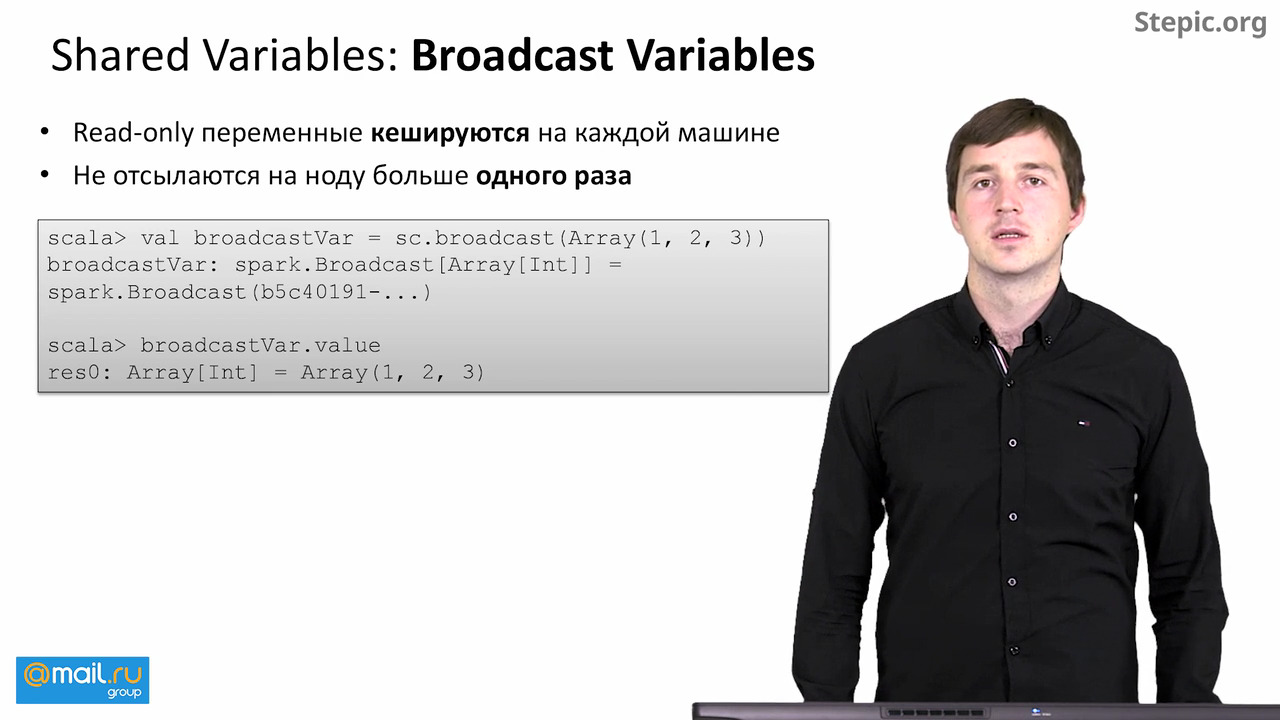 Stepic.org
Shared Variables: Broadcast Variables
• Read-only переменные кешируются на каждой машине
• Не отсылаются на ноду больше одного раза
scala> val broadcastVar = sc.broadcast(Array(1, 2, 3))
broadcastVar: spark.Broadcast[Array[Int]] =
spark.Broadcast(b5c40191-...)
scala> broadcastVar.value
res0: Array[Int] = Array(1, 2, 3)
@mail.ru
group